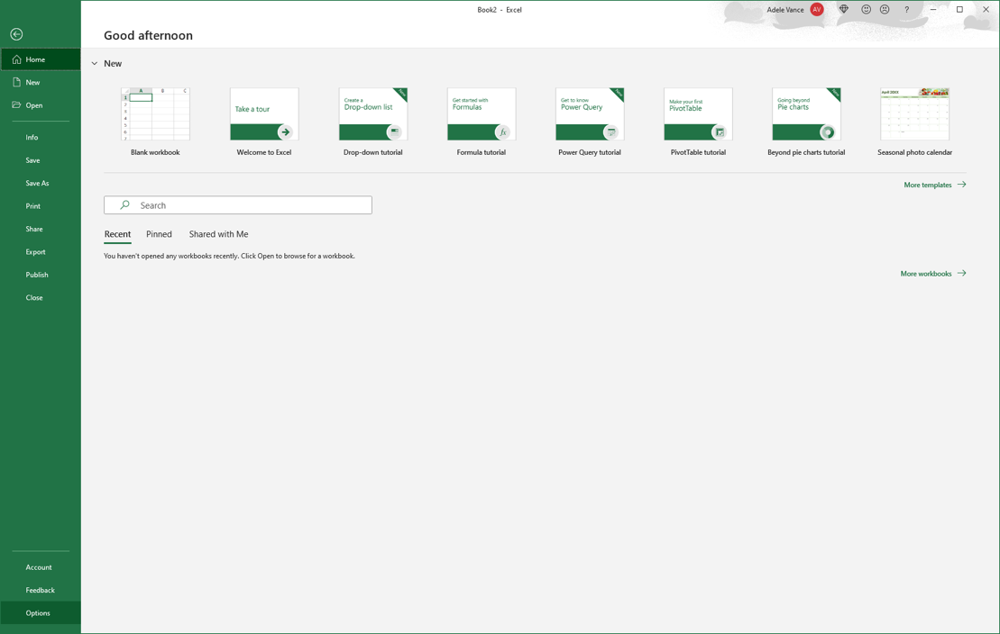 Book2 - Excel
Adele Vance
AV
?
Good afternoon
Home
New
Open
Info
Save
Save As
Print
Share
Export
Publish
Close
Account
Feedback
Options
New
A B C
1
2
3
4
5
6
7
Blank workbook
Take a tour
Welcome to Excel
Create a
Drop-down list
New
Drop-down tutorial
Get started with
Formulas
fx
Formula tutorial
Get to know
Power Query
New
Power Query tutorial
Make your first
PivotTable
PivotTable tutorial
Going beyond
Pie charts
New
Beyond pie charts tutorial
April 20XX
Seasonal photo calendar
More templates
Search
Recent
Pinned
Shared with Me
You haven't opened any workbooks recently. Click Open to browse for a workbook.
More workbooks